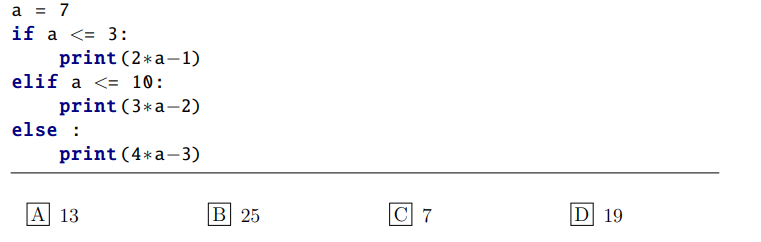 a = 7
if a <= 3:
    print(2*a−1)
elif a <= 10:
    print(3*a−2)
else :
    print(4*a−3)
A 13 B 25 C 7 D 19